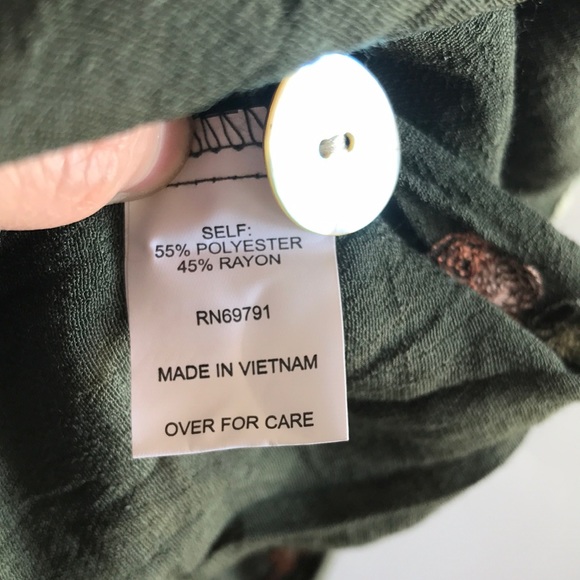 SELF:
55% POLYESTER
45% RAYON
RN69791
MADE IN VIETNAM
OVER FOR CARE